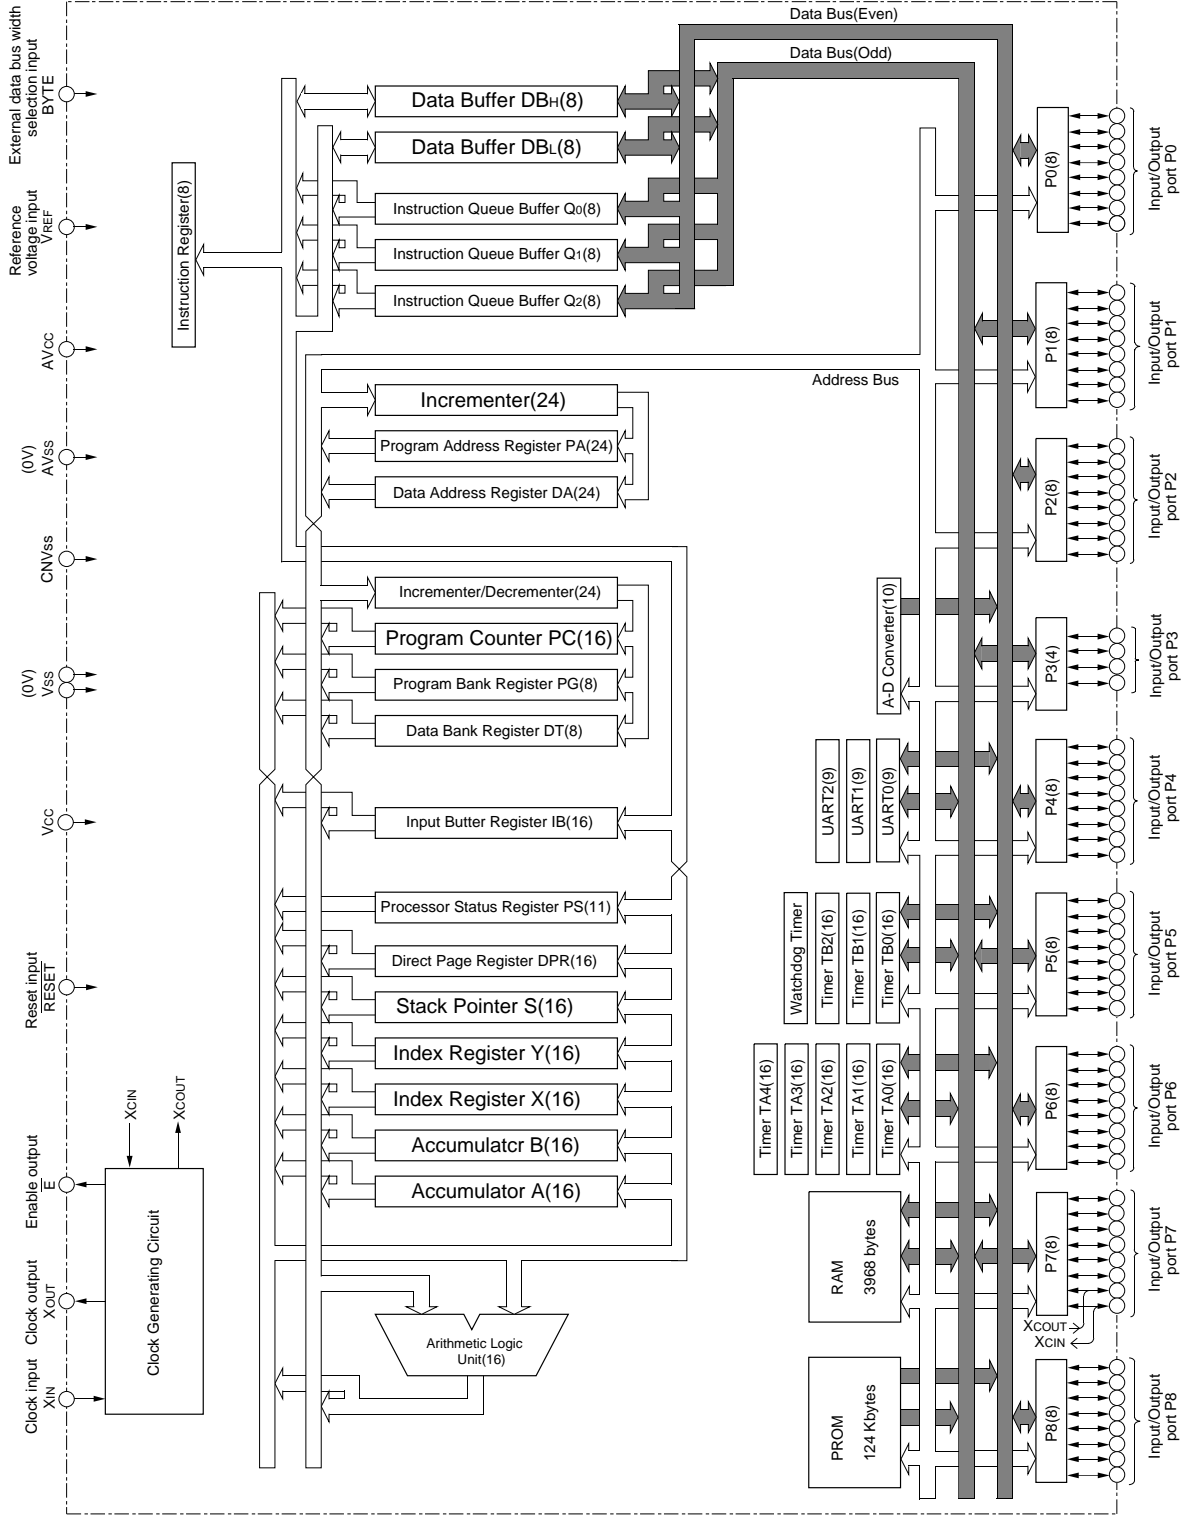 Data Bus(Even)
Data Bus(Odd)
Address Bus
External data bus width
selection input
BYTE
Reference
voltage input
VREF
AVCC
(0V)
AVSS
CNVSS
(0V)
VSS
VCC
Reset input
RESET
Enable output
E
Clock output
XOUT
Clock input
XIN
XCIN
XCOUT
Clock Generating Circuit
Instruction Register(8)
Data Buffer DBH(8)
Data Buffer DBL(8)
Instruction Queue Buffer Q0(8)
Instruction Queue Buffer Q1(8)
Instruction Queue Buffer Q2(8)
Incrementer(24)
Program Address Register PA(24)
Data Address Register DA(24)
Incrementer/Decrementer(24)
Program Counter PC(16)
Program Bank Register PG(8)
Data Bank Register DT(8)
Input Butter Register IB(16)
Processor Status Register PS(11)
Direct Page Register DPR(16)
Stack Pointer S(16)
Index Register Y(16)
Index Register X(16)
Accumulatcr B(16)
Accumulator A(16)
Arithmetic Logic
Unit(16)
A-D Converter(10)
UART2(9)
UART1(9)
UART0(9)
Watchdog Timer
Timer TB2(16)
Timer TB1(16)
Timer TB0(16)
Timer TA4(16)
Timer TA3(16)
Timer TA2(16)
Timer TA1(16)
Timer TA0(16)
RAM
3968 bytes
PROM
124 Kbytes
P0(8)
Input/Output
port P0
P1(8)
Input/Output
port P1
P2(8)
Input/Output
port P2
P3(4)
Input/Output
port P3
P4(8)
Input/Output
port P4
P5(8)
Input/Output
port P5
P6(8)
Input/Output
port P6
P7(8)
Input/Output
port P7
XCOUT
XCIN
P8(8)
Input/Output
port P8